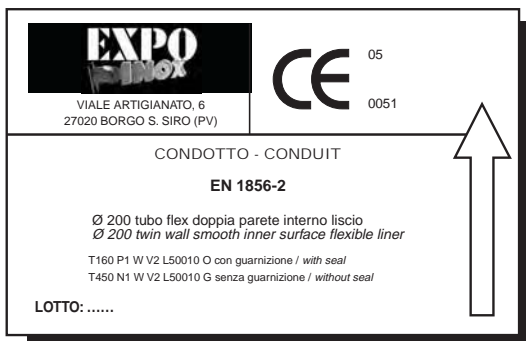 EXPO
INOX
VIALE ARTIGIANATO, 6
27020 BORGO S. SIRO (PV)
CE
05
0051
CONDOTTO - CONDUIT
EN 1856-2
Ø 200 tubo flex doppia parete interno liscio
Ø 200 twin wall smooth inner surface flexible liner
T160 P1 W V2 L50010 O con guarnizione / with seal
T450 N1 W V2 L50010 G senza guarnizione / without seal
LOTTO: ......